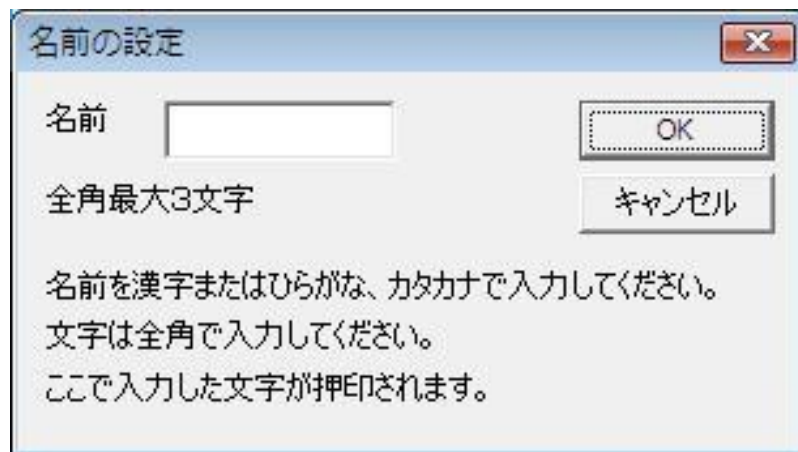 名前の設定
名前
OK
全角最大3文字
キャンセル
名前を漢字またはひらがな、カタカナで入力してください。
文字は全角で入力してください。
ここで入力した文字が押印されます。